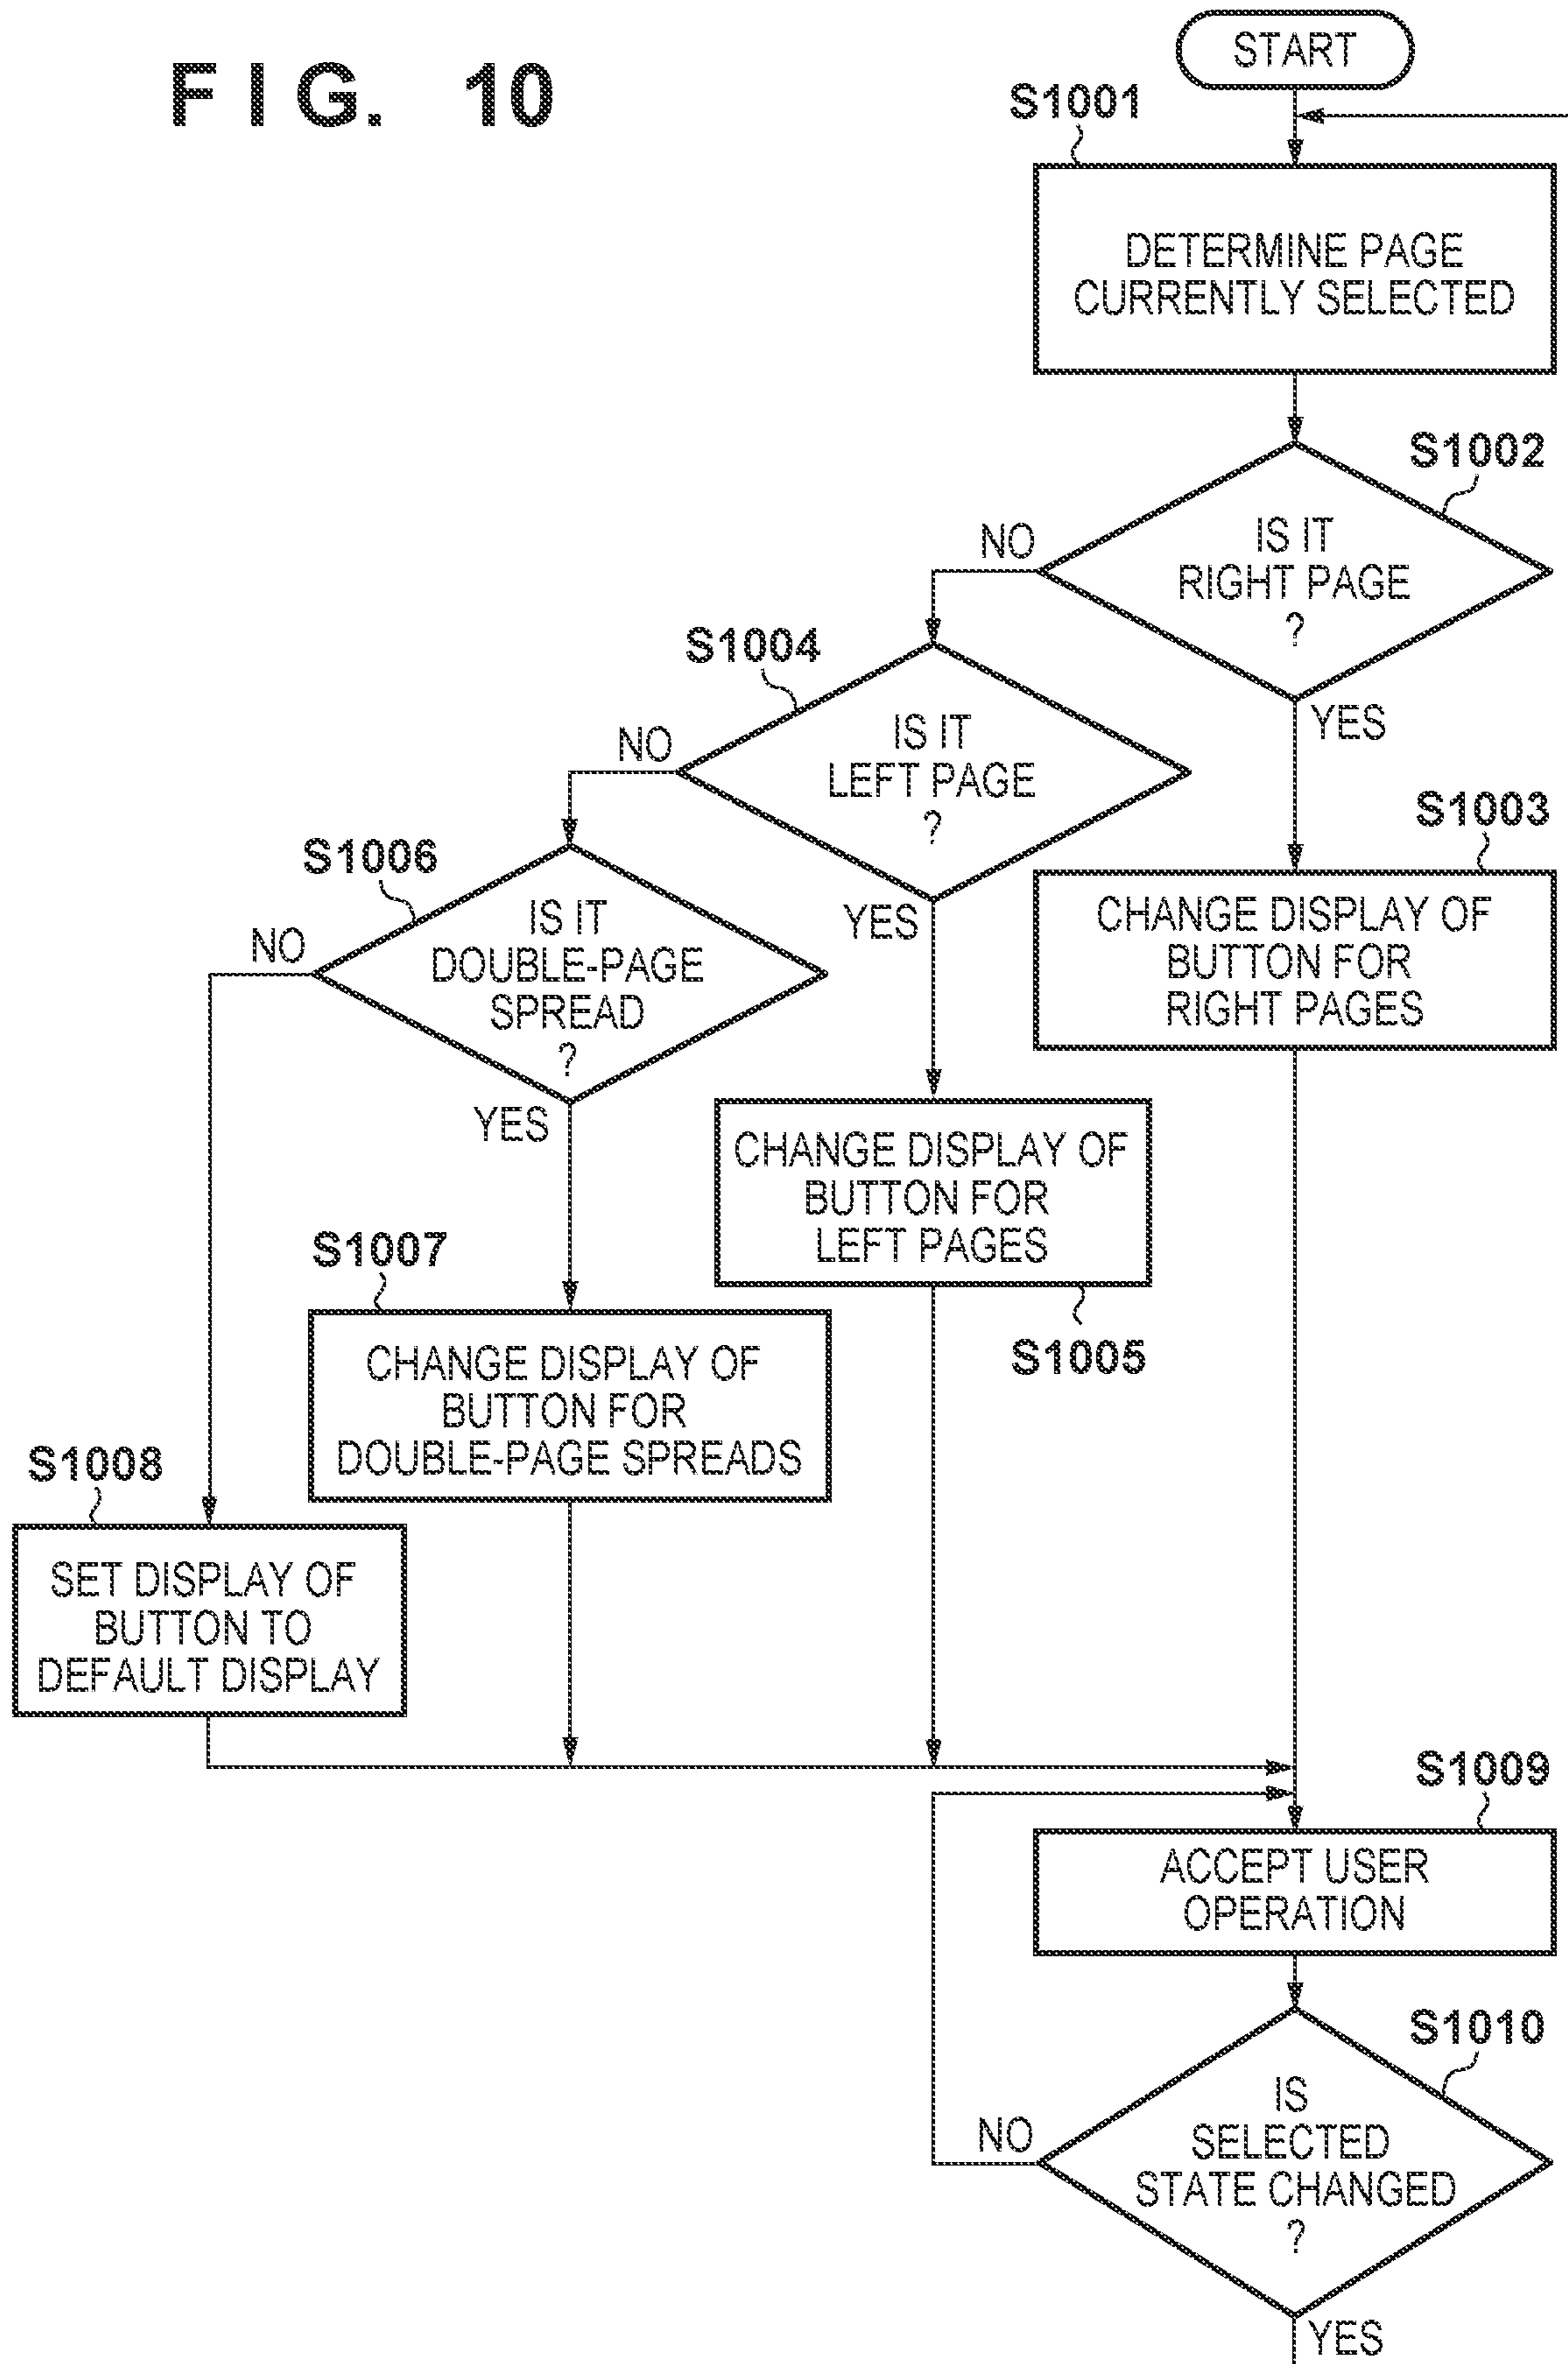 FIG. 10
START
S1001
DETERMINE PAGE
CURRENTLY SELECTED
S1002
IS IT
RIGHT PAGE
?
NO
YES
S1004
IS IT
LEFT PAGE
?
NO
YES
S1003
CHANGE DISPLAY OF
BUTTON FOR
RIGHT PAGES
S1006
IS IT
DOUBLE-PAGE
SPREAD
?
NO
YES
CHANGE DISPLAY OF
BUTTON FOR
LEFT PAGES
S1005
S1007
CHANGE DISPLAY OF
BUTTON FOR
DOUBLE-PAGE SPREADS
S1008
SET DISPLAY OF
BUTTON TO
DEFAULT DISPLAY
S1009
ACCEPT USER
OPERATION
S1010
IS
SELECTED
STATE CHANGED
?
NO
YES